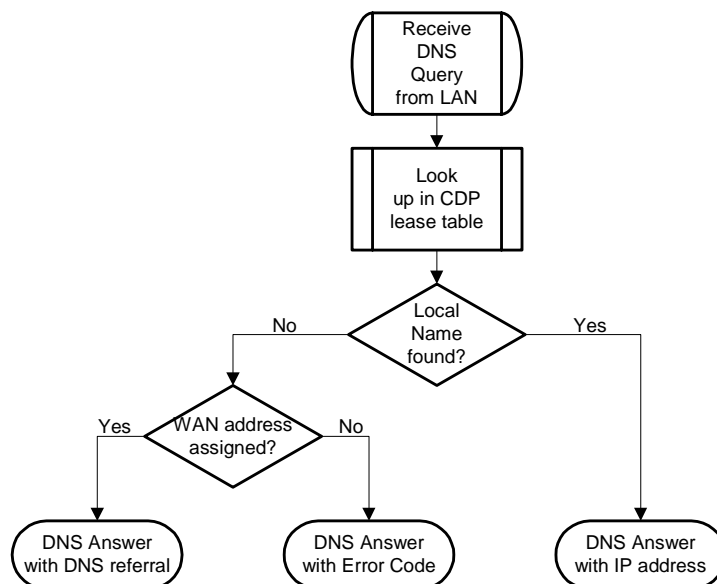 Receive
DNS
Query
from LAN
Look
up in CDP
lease table
Local
Name
found?
No
Yes
WAN address
assigned?
Yes
No
DNS Answer
with DNS referral
DNS Answer
with Error Code
DNS Answer
with IP address